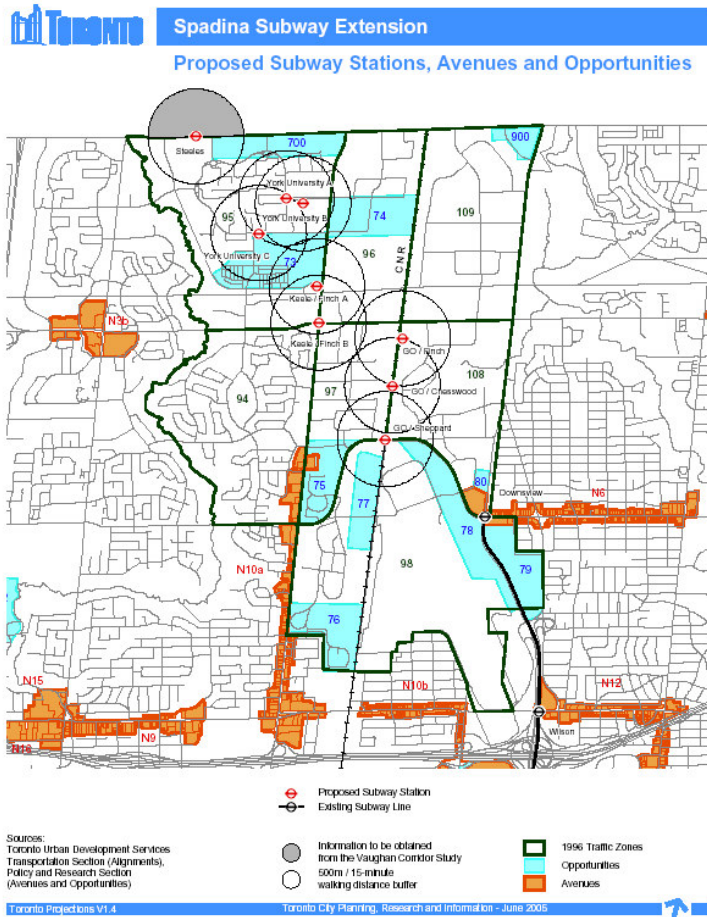 TORONTO
Spadina Subway Extension
Proposed Subway Stations, Avenues and Opportunities
Steeles
700
900
York University A
York University B
95
74
109
York University C
73
96
CNR
Keele / Finch A
N3b
Keele / Finch B
GO / Finch
94
97
108
GO / Chesswood
GO / Sheppard
75
77
80
Downsview
N6
78
98
79
N10a
76
N15
N10b
N12
N9
N16
Wilson
Proposed Subway Station
Existing Subway Line
Sources:
Toronto Urban Development Services
Transportation Section (Alignments),
Policy and Research Section
(Avenues and Opportunities)
Information to be obtained
from the Vaughan Corridor Study
500m / 15-minute
walking distance buffer
1996 Traffic Zones
Opportunities
Avenues
Toronto Projections V1.4
Toronto City Planning, Research and Information - June 2005